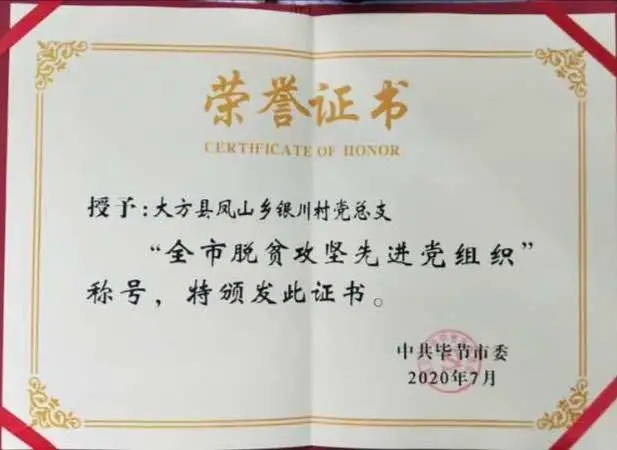 荣誉证书
CERTIFICATE OF HONOR
授予：大方县凤山乡银川村党总支
“全市脱贫攻坚先进党组织”
称号，特颁发此证书。
中共毕节市委
2020年7月